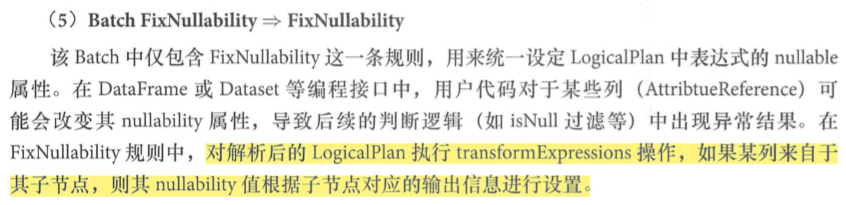 （5）Batch FixNullability ⇒ FixNullability
该 Batch 中仅包含 FixNullability 这一条规则，用来统一设定 LogicalPlan 中表达式的 nullable
属性。在 DataFrame 或 Dataset 等编程接口中，用户代码对于某些列（AttribtueReference）可
能会改变其 nullability 属性，导致后续的判断逻辑（如 isNull 过滤等）中出现异常结果。在
FixNullability 规则中，对解析后的 LogicalPlan 执行 transformExpressions 操作，如果某列来自于
其子节点，则其 nullability 值根据子节点对应的输出信息进行设置。